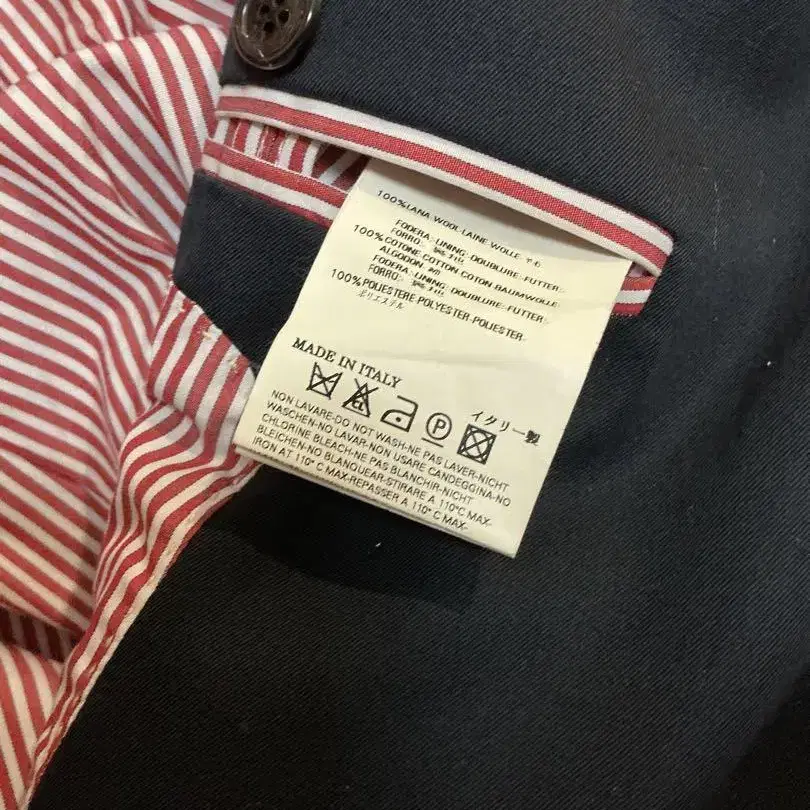 100%LANA-WOOL-LAINE-WOLLE-毛
FODERA-LINING-DOUBLURE-FUTTER-
FORRO-
100%COTONE-COTTON-COTON-BAUMWOLLE
ALGODON-綿
FODERA-LINING-DOUBLURE-FUTTER-
FORRO-
100%POLIESTERE-POLYESTER-POLIESTER-
ポリエステル
MADE IN ITALY
イタリー製
CL
P
NON LAVARE-DO NOT WASH-NE PAS LAVER-NICHT
WASCHEN-NO LAVAR-NON USARE CANDEGGINA-NO
CHLORINE BLEACH-NE PAS BLANCHIR-NICHT
BLEICHEN-NO BLANQUEAR-STIRARE A 110°C MAX-
IRON AT 110° C MAX-REPASSER À 110° C MAX-